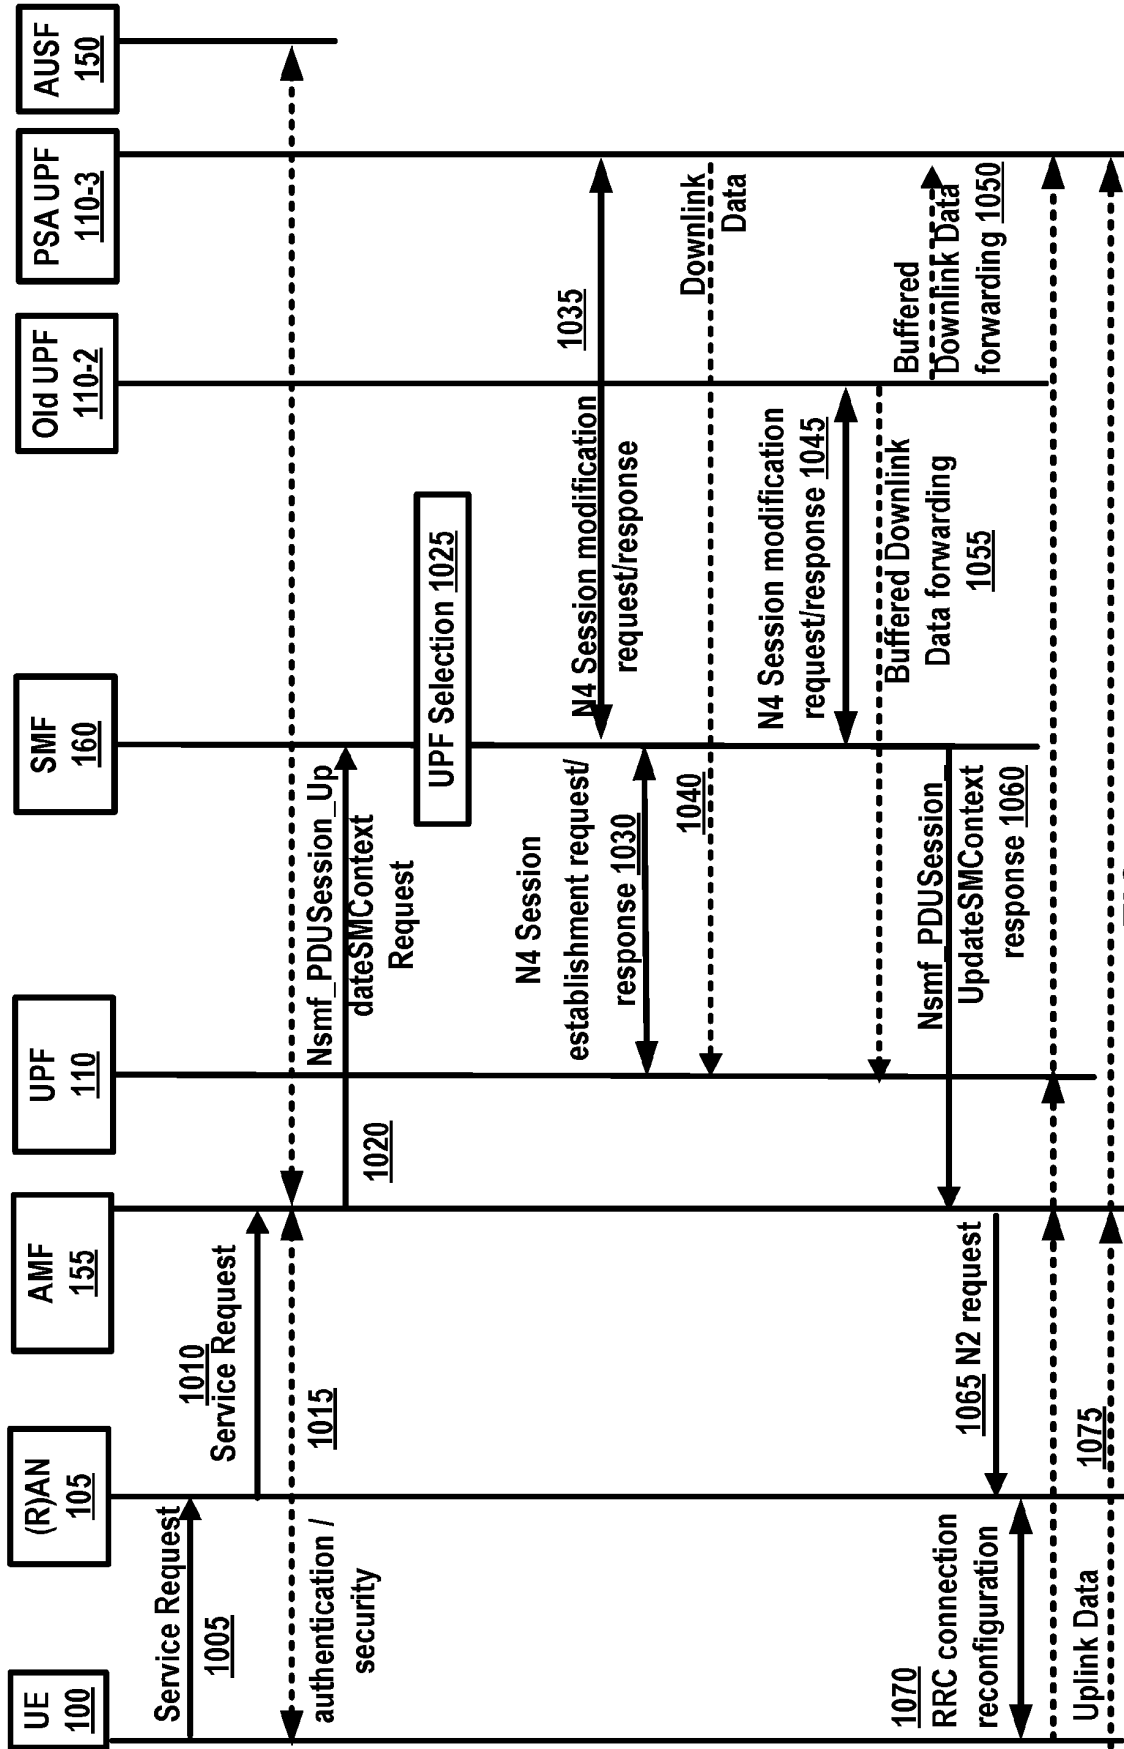 UE
100
(R)AN
105
AMF
155
UPF
110
SMF
160
Old UPF
110-2
PSA UPF
110-3
AUSF
150
Service Request
1005
1010
Service Request
authentication /
security
1015
Nsmf_PDUSession_Up
dateSMContext
Request
1020
UPF Selection 1025
N4 Session
establishment request/
response 1030
N4 Session modification
request/response
1035
Downlink
Data
1040
N4 Session modification
request/response 1045
Buffered
Downlink Data
forwarding 1050
Buffered Downlink
Data forwarding
1055
Nsmf_PDUSession_
UpdateSMContext
response 1060
1065 N2 request
1070
RRC connection
reconfiguration
Uplink Data
1075